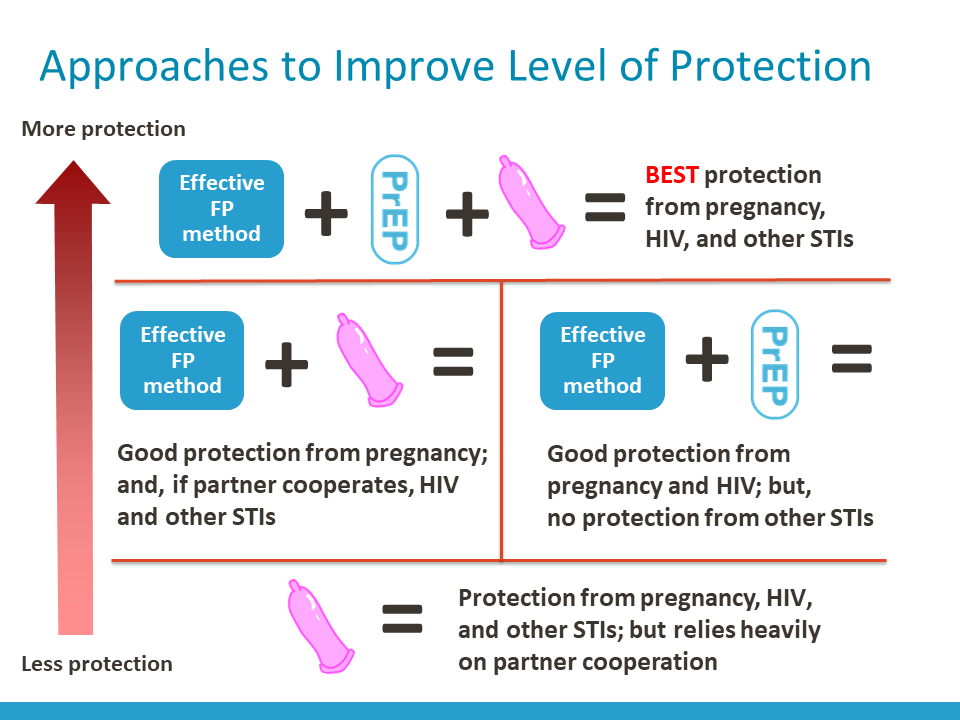 Approaches to Improve Level of Protection
More protection
Effective
FP
method
PrEP
BEST protection
from pregnancy,
HIV, and other STIs
Effective
FP
method
Good protection from pregnancy;
and, if partner cooperates, HIV
and other STIs
Effective
FP
method
PrEP
Good protection from
pregnancy and HIV; but,
no protection from other STIs
Protection from pregnancy, HIV,
and other STIs; but relies heavily
on partner cooperation
Less protection